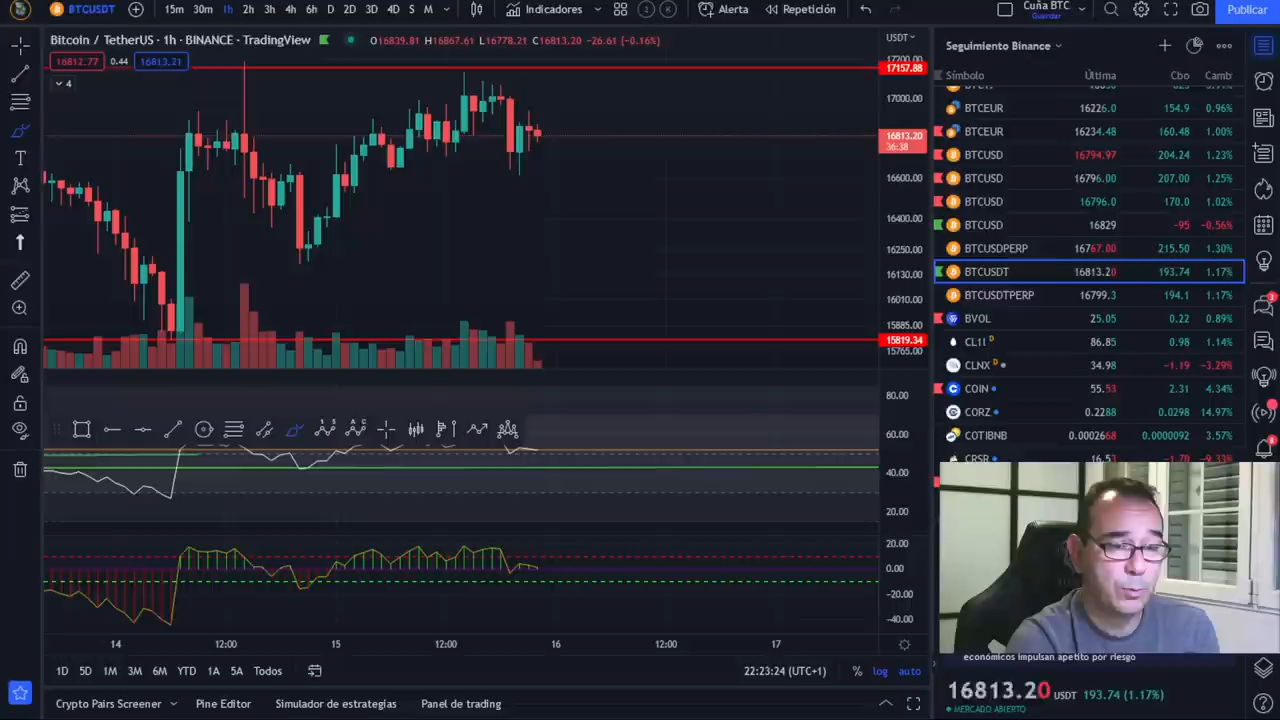 BTCUSDT 15m 30m 1h 2h 3h 4h 6h D 2D 3D 4D S M Indicadores Alerta Repetición Cuña BTC Guardar Publicar
Bitcoin / TetherUS · 1h · BINANCE · TradingView O16839.81 H16867.61 L16778.21 C16813.20 -26.61 (-0.16%)
16812.77 0.44 16813.21
4
USDT
17157.88
17000.00
16813.20
36:38
16600.00
16400.00
16250.00
16130.00
16010.00
15885.00
15819.34
15765.00
80.00
60.00
40.00
20.00
20.00
0.00
-20.00
-40.00
14 12:00 15 12:00 16 12:00 17
1D 5D 1M 3M 6M YTD 1A 5A Todos 22:23:24 (UTC+1) % log auto
Crypto Pairs Screener Pine Editor Simulador de estrategias Panel de trading
Seguimiento Binance
Símbolo Última Cbo Camb
BTCEUR 16226.0 154.9 0.96%
BTCEUR 16234.48 160.48 1.00%
BTCUSD 16794.97 204.24 1.23%
BTCUSD 16796.00 207.00 1.25%
BTCUSD 16796.0 170.0 1.02%
BTCUSD 16829 -95 -0.56%
BTCUSDPERP 16767.00 215.50 1.30%
BTCUSDT 16813.20 193.74 1.17%
BTCUSDTPERP 16799.3 194.1 1.17%
BVOL 25.05 0.22 0.89%
CL1! D 86.85 0.98 1.14%
CLNX D 34.98 -1.19 -3.29%
COIN 55.53 2.31 4.34%
CORZ 0.2288 0.0298 14.97%
COTIBNB 0.0002668 0.0000092 3.57%
CRSR 16.53 -1.70 -9.33%
económicos impulsan apetito por riesgo
16813.20 USDT 193.74 (1.17%)
MERCADO ABIERTO